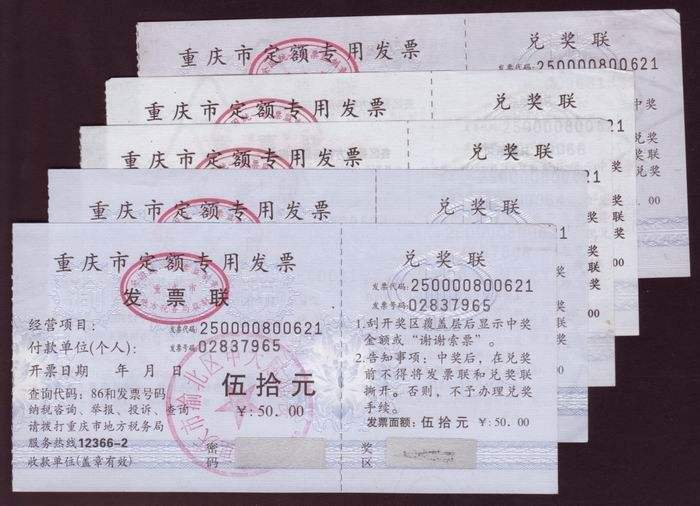 重庆市定额专用发票
兑奖联
发票代码:250000800621
中奖
兑奖
奖联
兑奖
.00
重庆市定额专用发票
兑奖联
重庆市定额专用发票
兑奖联
重庆市定额专用发票
兑奖联
重庆市定额专用发票
发票联
发票代码:250000800621
发票号码:02837965
经营项目:
付款单位(个人):
开票日期 年 月 日
伍拾元
¥:50.00
查询代码:86和发票号码
纳税咨询、举报、投诉、查询
请拨打重庆市地方税务局
服务热线12366-2
收款单位(盖章有效)
密码
兑奖联
发票代码:250000800621
发票号码:02837965
1.刮开奖区覆盖层后显示中奖
金额或“谢谢索票”。
2.告知事项:中奖后,在兑奖
前不得将发票联和兑奖联
撕开。否则,不予办理兑奖
手续。
发票面额:伍拾元 ¥:50.00
奖区